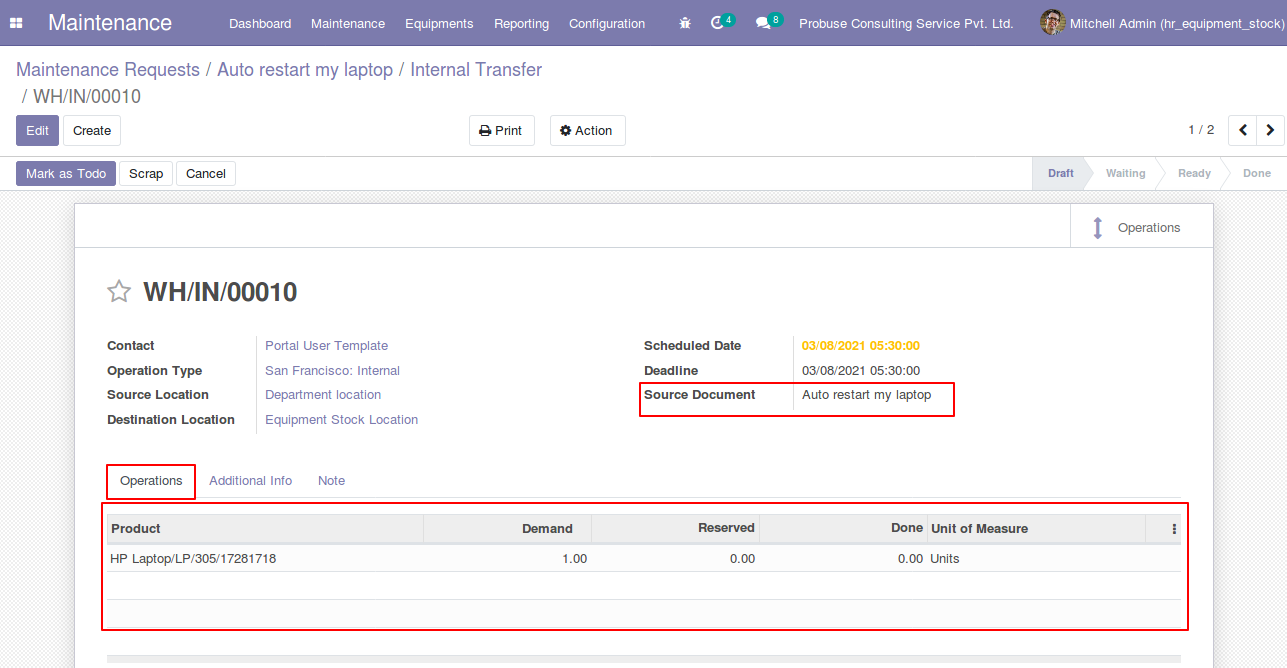 Maintenance Dashboard Maintenance Equipments Reporting Configuration 4 8 Probuse Consulting Service Pvt. Ltd. Mitchell Admin (hr_equipment_stock)
Maintenance Requests / Auto restart my laptop / Internal Transfer
/ WH/IN/00010
Edit Create Print Action 1 / 2
Mark as Todo Scrap Cancel Draft Waiting Ready Done
Operations
WH/IN/00010
Contact Portal User Template Scheduled Date 03/08/2021 05:30:00
Operation Type San Francisco: Internal Deadline 03/08/2021 05:30:00
Source Location Department location Source Document Auto restart my laptop
Destination Location Equipment Stock Location
Operations Additional Info Note
Product Demand Reserved Done Unit of Measure
HP Laptop/LP/305/17281718 1.00 0.00 0.00 Units